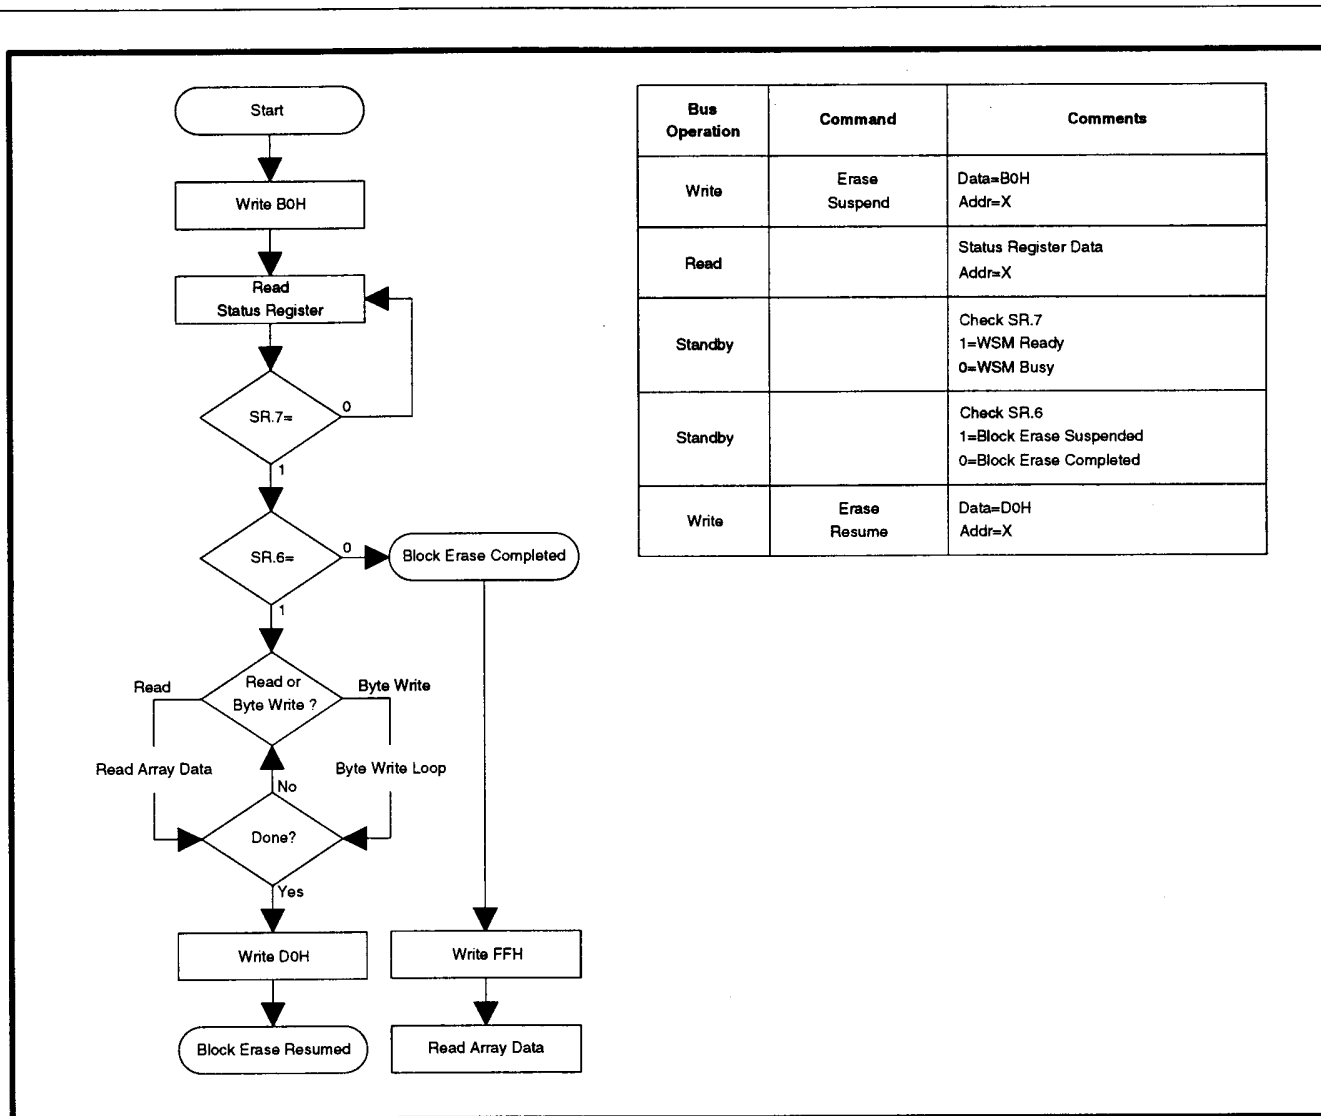 Start
Write B0H
Read
Status Register
SR.7=
0
1
SR.6=
0
Block Erase Completed
1
Read or
Byte Write ?
Read
Byte Write
Read Array Data
Byte Write Loop
No
Done?
Yes
Write D0H
Write FFH
Block Erase Resumed
Read Array Data
Bus
Operation
Command
Comments
Write
Erase
Suspend
Data=B0H
Addr=X
Read
Status Register Data
Addr=X
Standby
Check SR.7
1=WSM Ready
0=WSM Busy
Standby
Check SR.6
1=Block Erase Suspended
0=Block Erase Completed
Write
Erase
Resume
Data=D0H
Addr=X